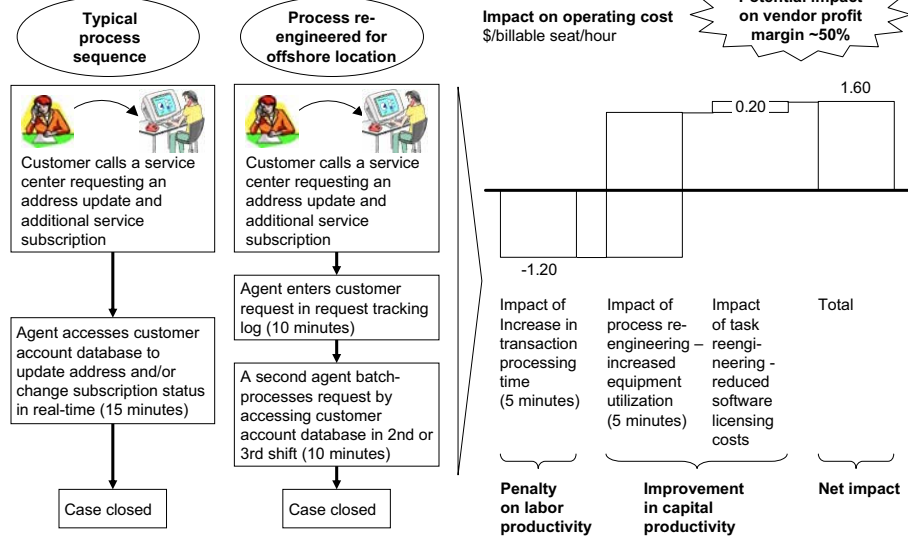 Typical
process
sequence
Customer calls a service
center requesting an
address update and
additional service
subscription
Agent accesses customer
account database to
update address and/or
change subscription status
in real-time (15 minutes)
Case closed
Process re-
engineered for
offshore location
Customer calls a service
center requesting an
address update and
additional service
subscription
Agent enters customer
request in request tracking
log (10 minutes)
A second agent batch-
processes request by
accessing customer
account database in 2nd or
3rd shift (10 minutes)
Case closed
Impact on operating cost
$/billable seat/hour
Potential impact
on vendor profit
margin ~50%
-1.20
0.20
1.60
Impact of
Increase in
transaction
processing
time
(5 minutes)
Impact of
process re-
engineering –
increased
equipment
utilization
(5 minutes)
Impact
of task
reengi-
neering -
reduced
software
licensing
costs
Total
Penalty
on labor
productivity
Improvement
in capital
productivity
Net impact